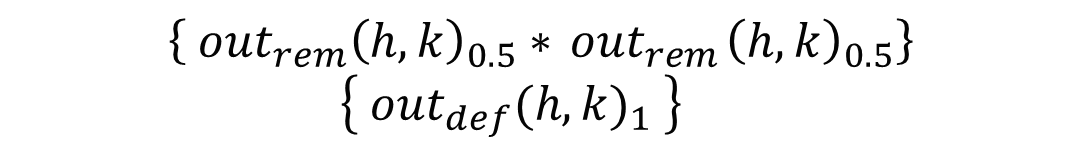 { out_rem(h, k)_0.5 * out_rem (h, k)_0.5}
{ out_def(h, k)_1 }